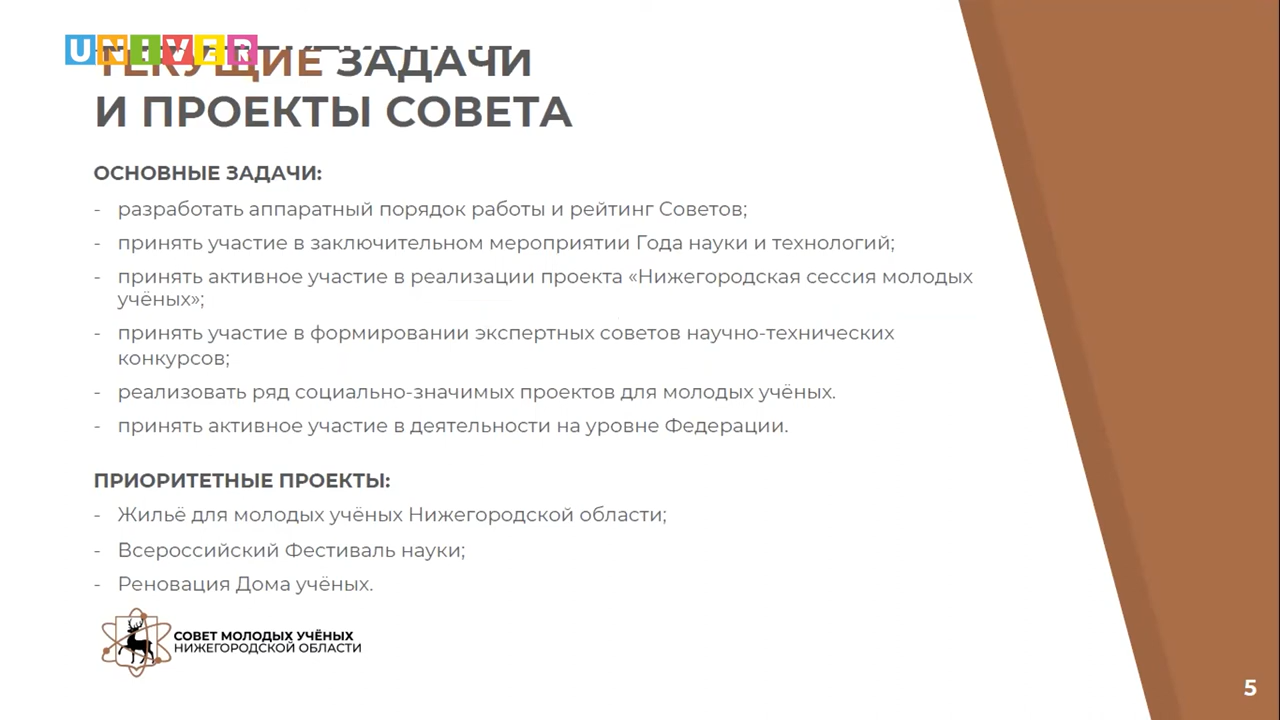 UNIVER
ТЕКУЩИЕ ЗАДАЧИ
И ПРОЕКТЫ СОВЕТА
ОСНОВНЫЕ ЗАДАЧИ:
- разработать аппаратный порядок работы и рейтинг Советов;
- принять участие в заключительном мероприятии Года науки и технологий;
- принять активное участие в реализации проекта «Нижегородская сессия молодых
учёных»;
- принять участие в формировании экспертных советов научно-технических
конкурсов;
- реализовать ряд социально-значимых проектов для молодых учёных.
- принять активное участие в деятельности на уровне Федерации.
ПРИОРИТЕТНЫЕ ПРОЕКТЫ:
- Жильё для молодых учёных Нижегородской области;
- Всероссийский Фестиваль науки;
- Реновация Дома учёных.
СОВЕТ МОЛОДЫХ УЧЁНЫХ
НИЖЕГОРОДСКОЙ ОБЛАСТИ
5